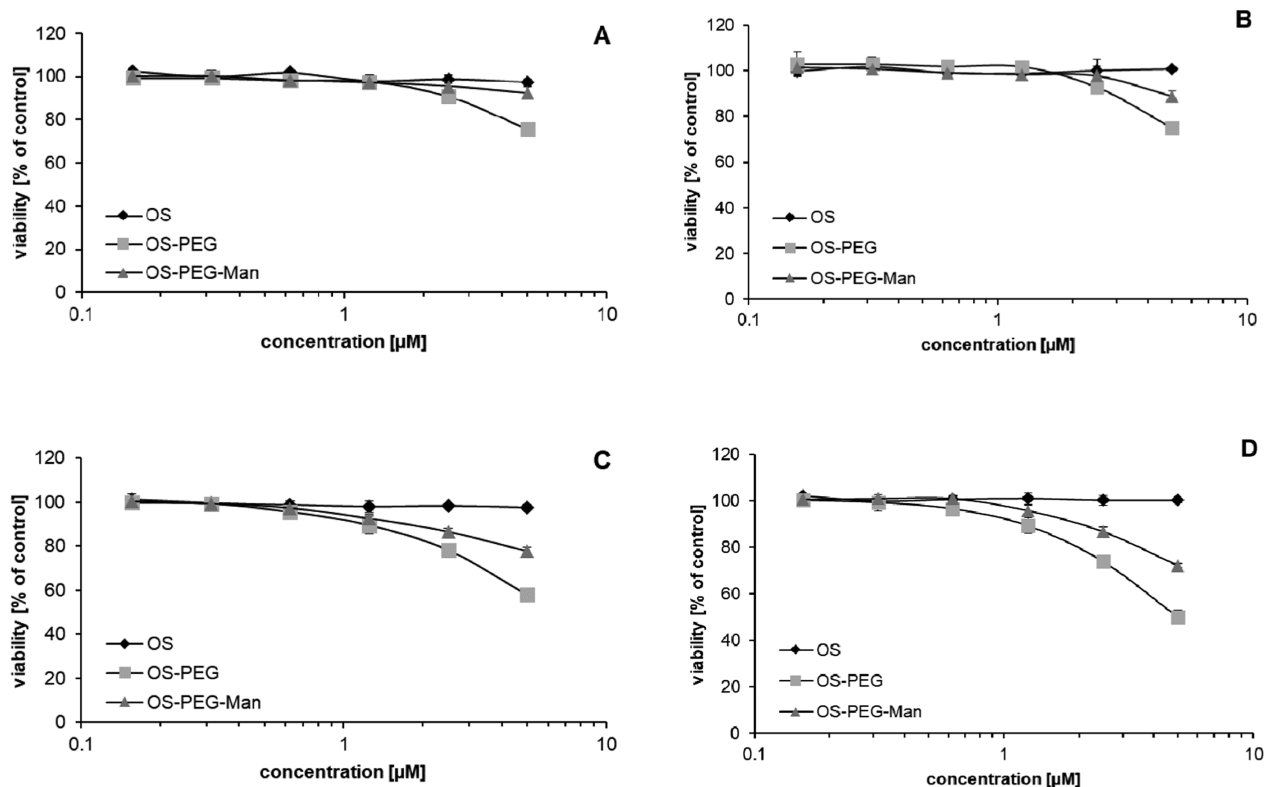 A
120
100
80
60
40
20
0
viability [% of control]
OS
OS-PEG
OS-PEG-Man
0.1 1 10
concentration [µM]
B
120
100
80
60
40
20
0
viability [% of control]
OS
OS-PEG
OS-PEG-Man
0.1 1 10
concentration [µM]
C
120
100
80
60
40
20
0
viability [% of control]
OS
OS-PEG
OS-PEG-Man
0.1 1 10
concentration [µM]
D
120
100
80
60
40
20
0
viability [% of control]
OS
OS-PEG
OS-PEG-Man
0.1 1 10
concentration [µM]